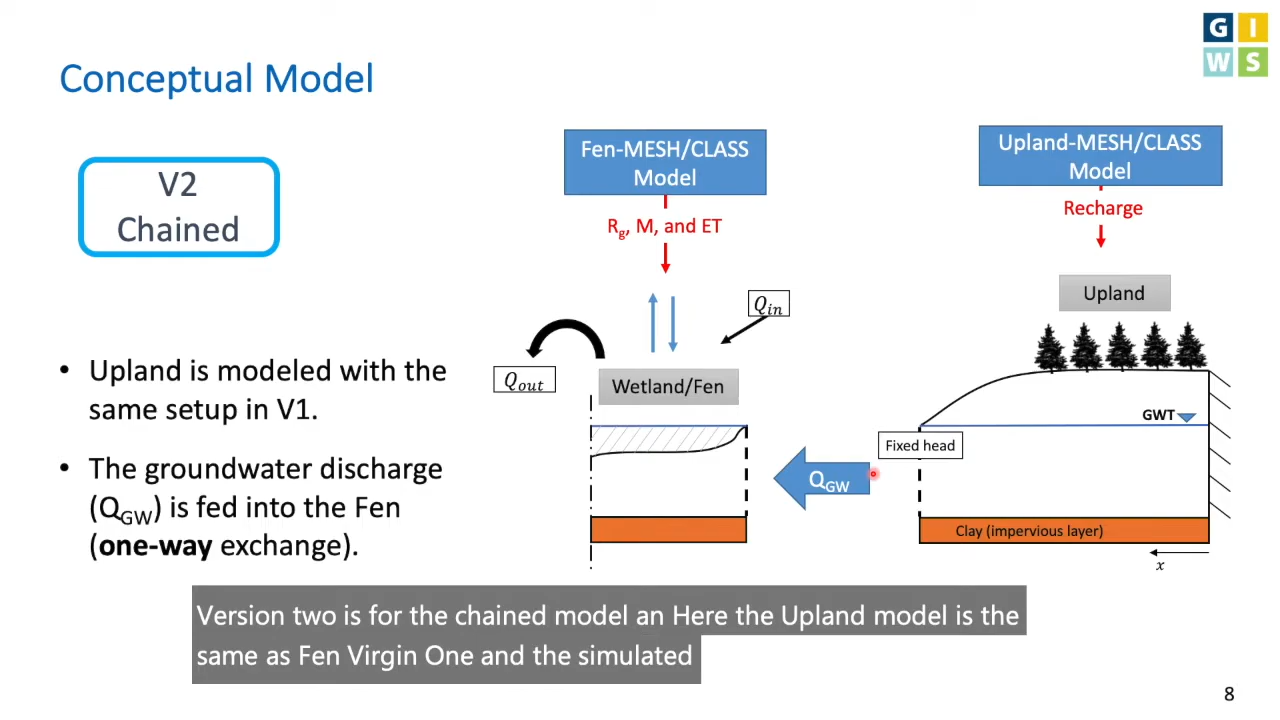 G I
W S
Conceptual Model
V2
Chained
• Upland is modeled with the
same setup in V1.
• The groundwater discharge
(QGW) is fed into the Fen
(one-way exchange).
Fen-MESH/CLASS
Model
Rg, M, and ET
Qin
Qout
Wetland/Fen
QGW
Upland-MESH/CLASS
Model
Recharge
Upland
GWT
Fixed head
Clay (impervious layer)
x
Version two is for the chained model an Here the Upland model is the
same as Fen Virgin One and the simulated
8